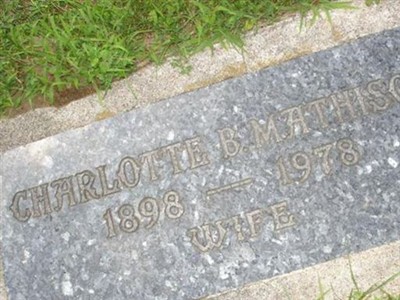 CHARLOTTE B. MATHISO
1898 — 1978
WIFE